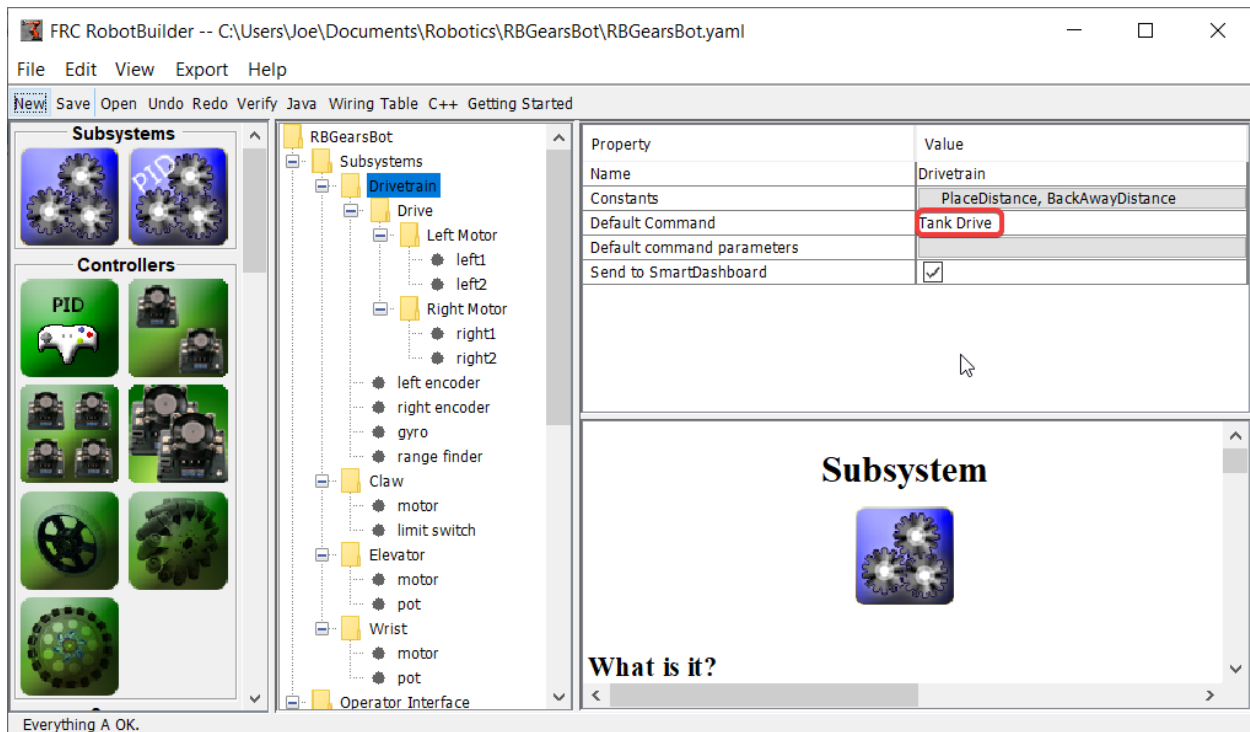 FRC RobotBuilder -- C:\Users\Joe\Documents\Robotics\RBGearsBot\RBGearsBot.yaml
File Edit View Export Help
New Save Open Undo Redo Verify Java Wiring Table C++ Getting Started
Subsystems
PID
Controllers
PID
RBGearsBot
Subsystems
Drivetrain
Drive
Left Motor
left1
left2
Right Motor
right1
right2
left encoder
right encoder
gyro
range finder
Claw
motor
limit switch
Elevator
motor
pot
Wrist
motor
pot
Operator Interface
Property Value
Name Drivetrain
Constants PlaceDistance, BackAwayDistance
Default Command Tank Drive
Default command parameters
Send to SmartDashboard
Subsystem
What is it?
Everything A OK.